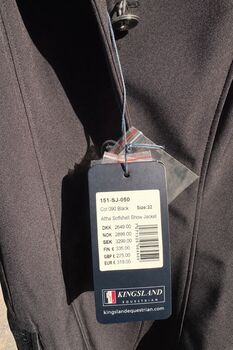 151-SJ-050
Col 090 Black Size:32
Altha Softshell Show Jacket
DKK 2649.00
NOK 2899.00
SEK 3299.00
FIN € 335.00
GBP £ 275.00
EUR € 319.00
KINGSLAND
EQUESTRIAN
kingslandequestrian.com